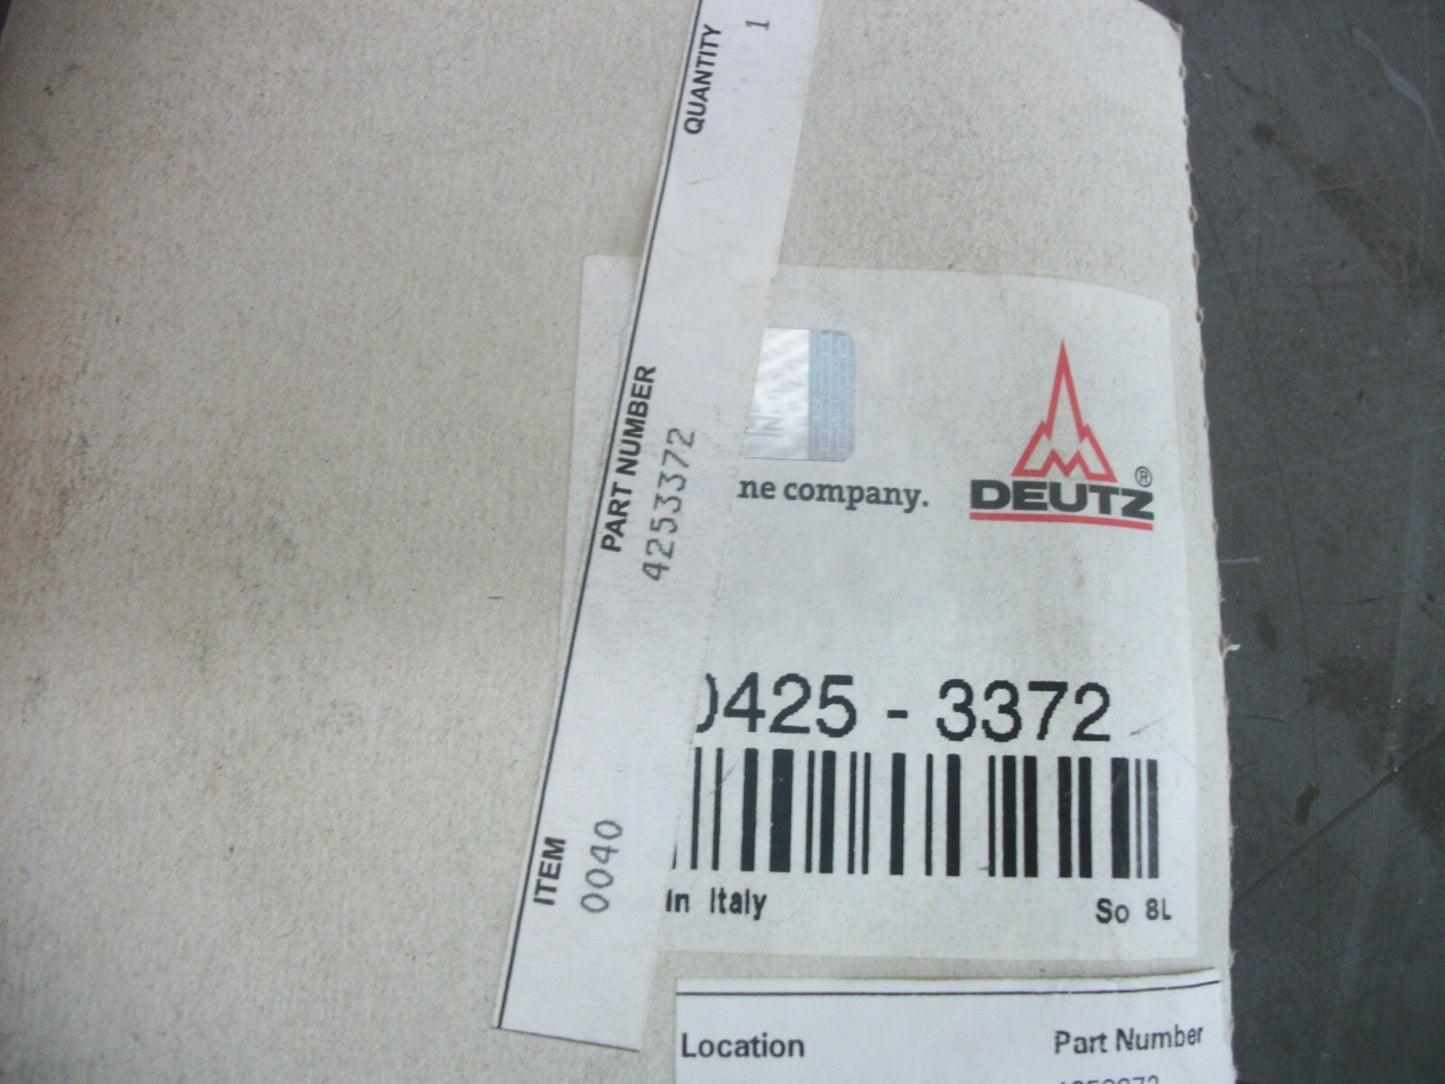 QUANTITY
1
PART NUMBER
4253372
ITEM
0040
ne company.
DEUTZ®
0425 - 3372
in Italy
So 8L
Location
Part Number